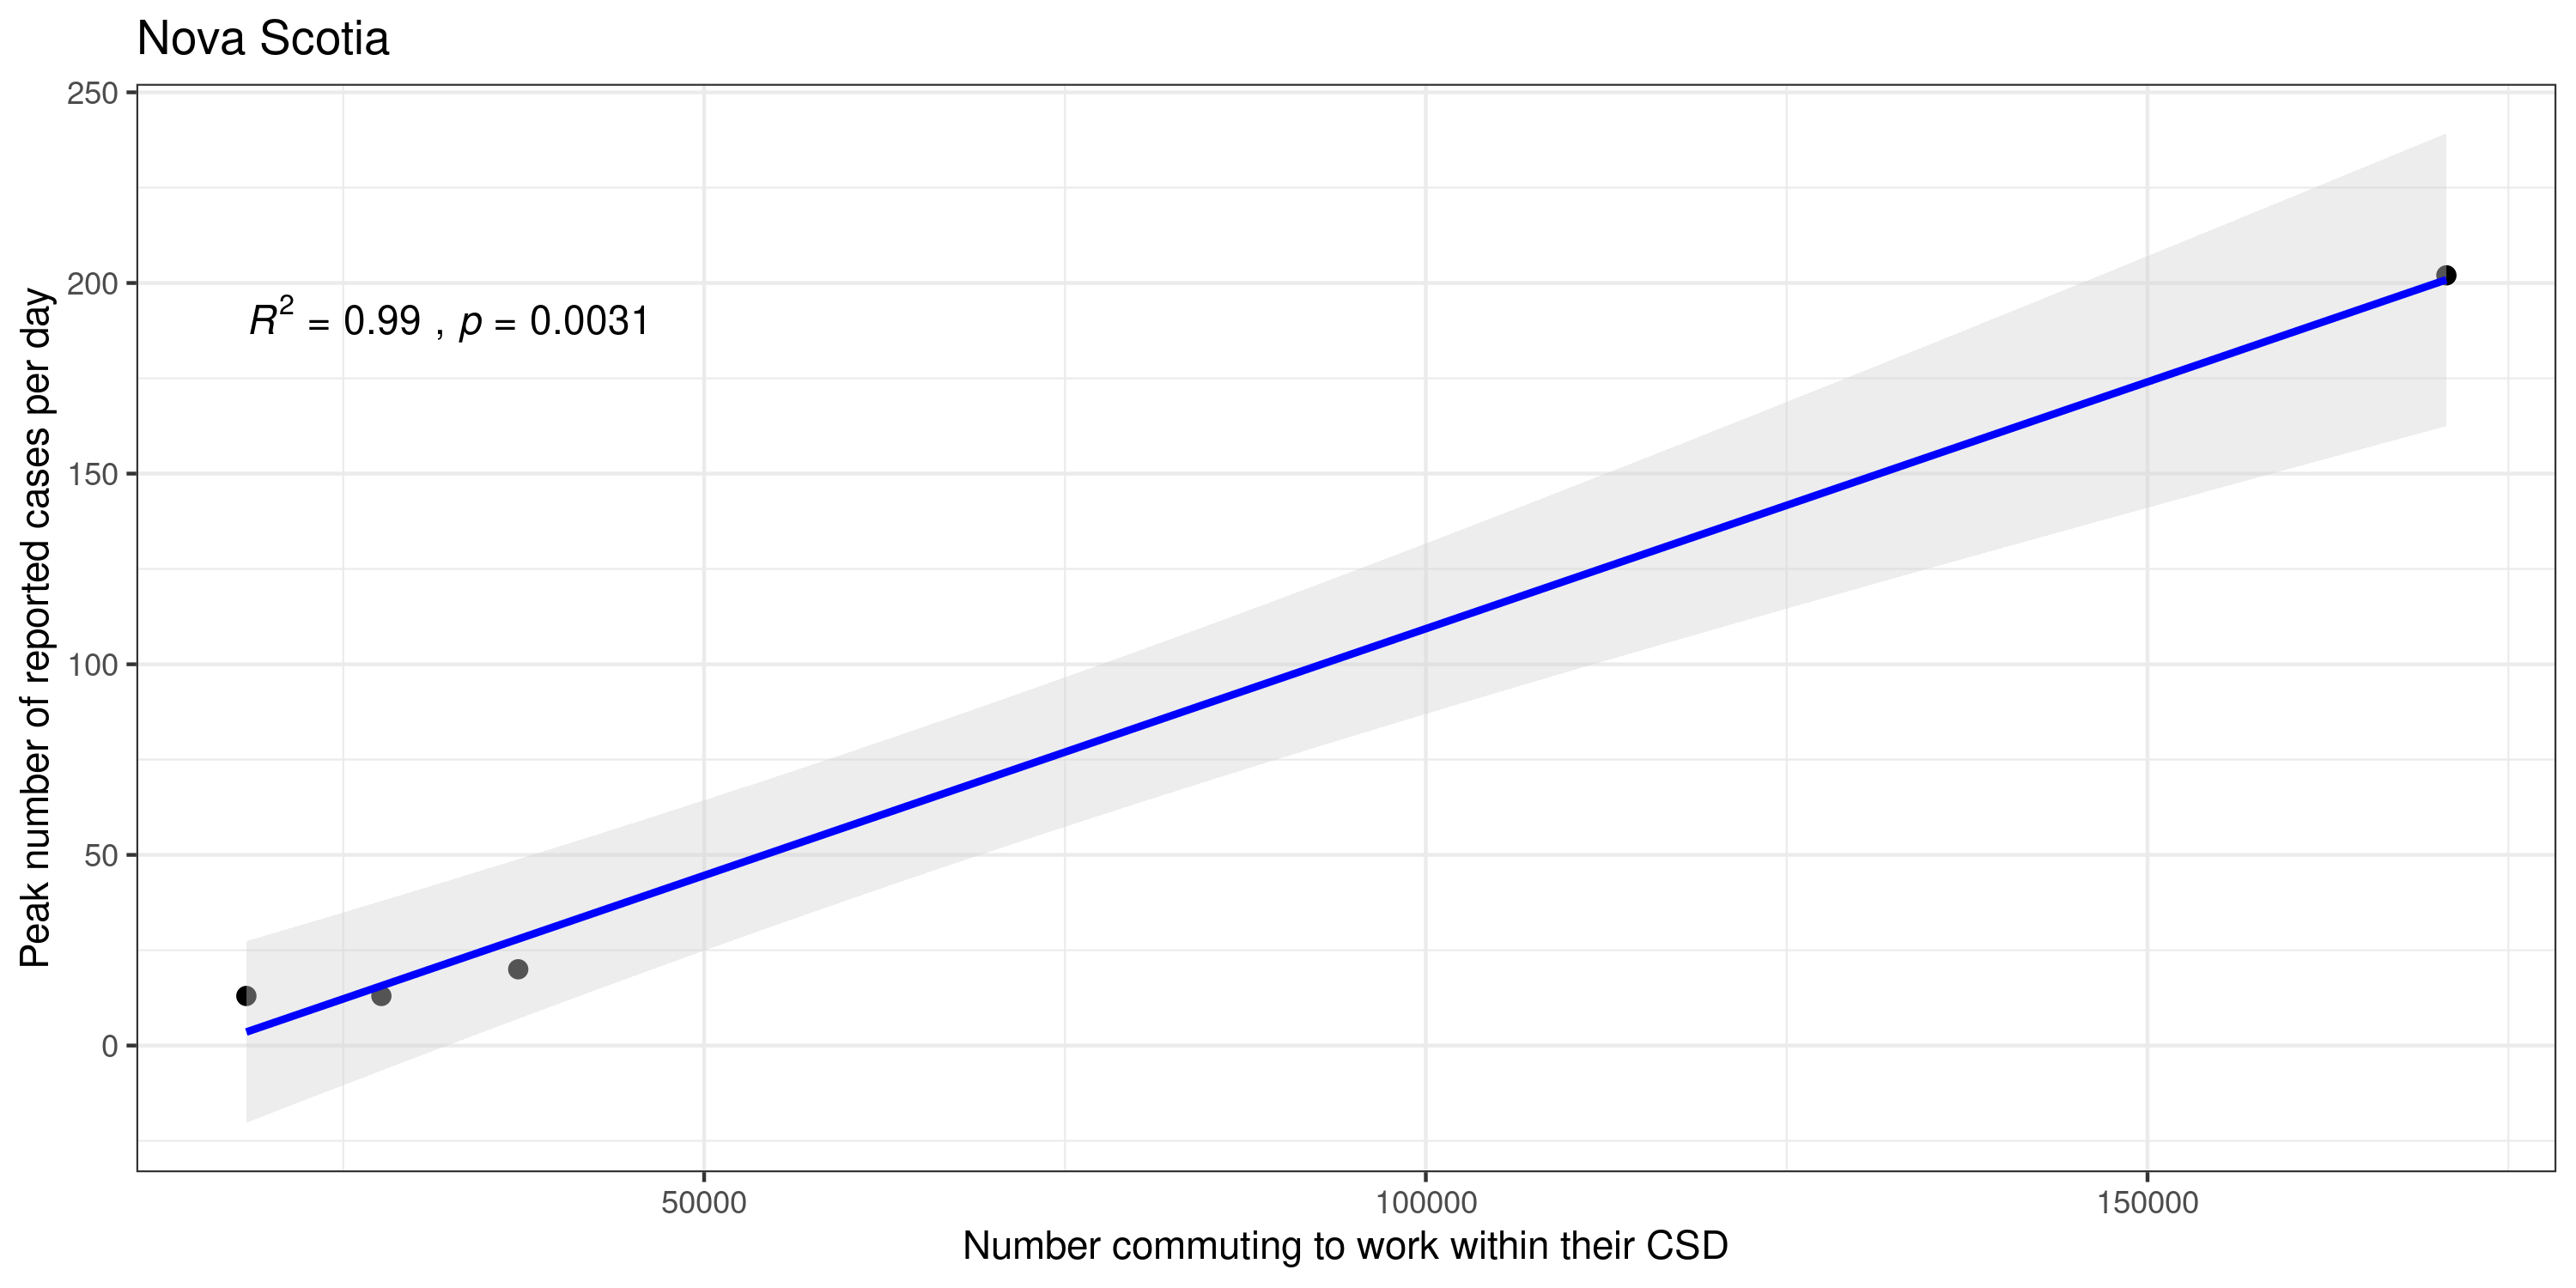 Nova Scotia
250
200
150
100
50
0
R² = 0.99 , p = 0.0031
Peak number of reported cases per day
50000
100000
150000
Number commuting to work within their CSD